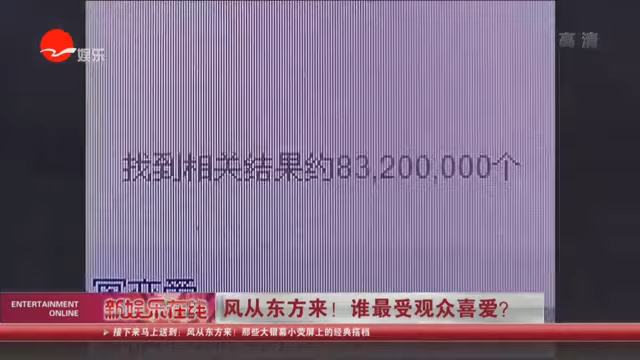 娱乐
高清
找到相关结果约83,200,000个
ENTERTAINMENT
ONLINE
新娱乐在线
风从东方来！谁最受观众喜爱？
接下来马上送到：风从东方来！那些大银幕小荧屏上的经典搭档